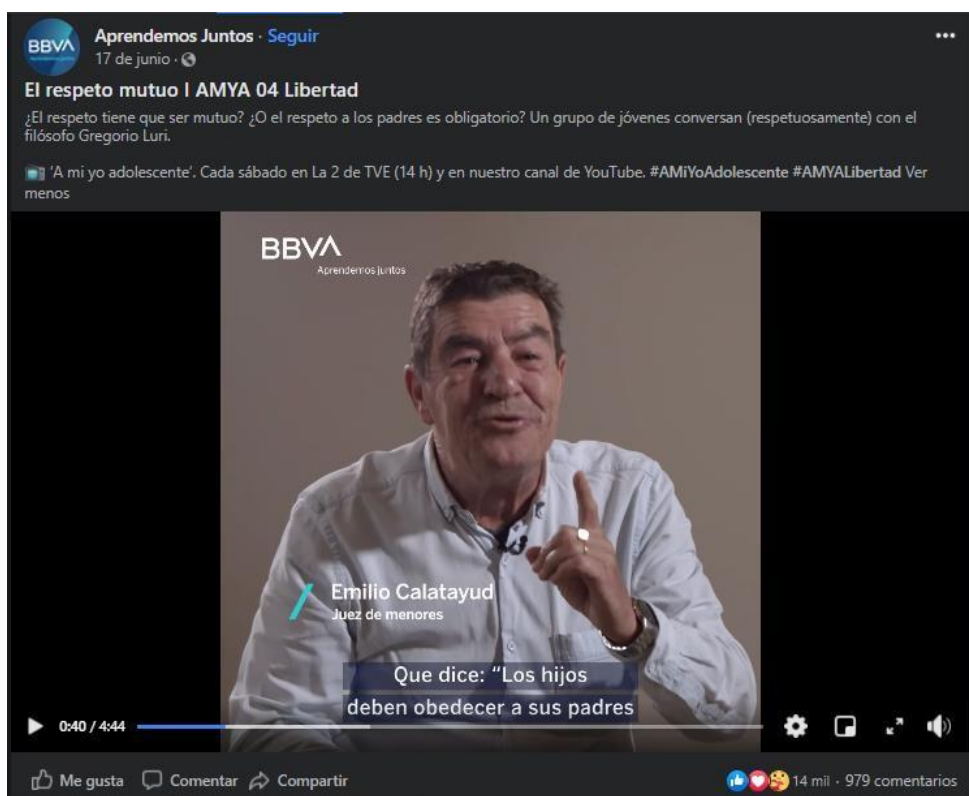 BBVA
Aprendemos juntos
Aprendemos Juntos · Seguir
17 de junio ·
El respeto mutuo I AMYA 04 Libertad
¿El respeto tiene que ser mutuo? ¿O el respeto a los padres es obligatorio? Un grupo de jóvenes conversan (respetuosamente) con el
filósofo Gregorio Luri.
'A mi yo adolescente'. Cada sábado en La 2 de TVE (14 h) y en nuestro canal de YouTube. #AMiYoAdolescente #AMYALibertad Ver
menos
BBVA
Aprendemos juntos
Emilio Calatayud
Juez de menores
Que dice: “Los hijos
deben obedecer a sus padres
0:40 / 4:44
Me gusta Comentar Compartir
14 mil · 979 comentarios